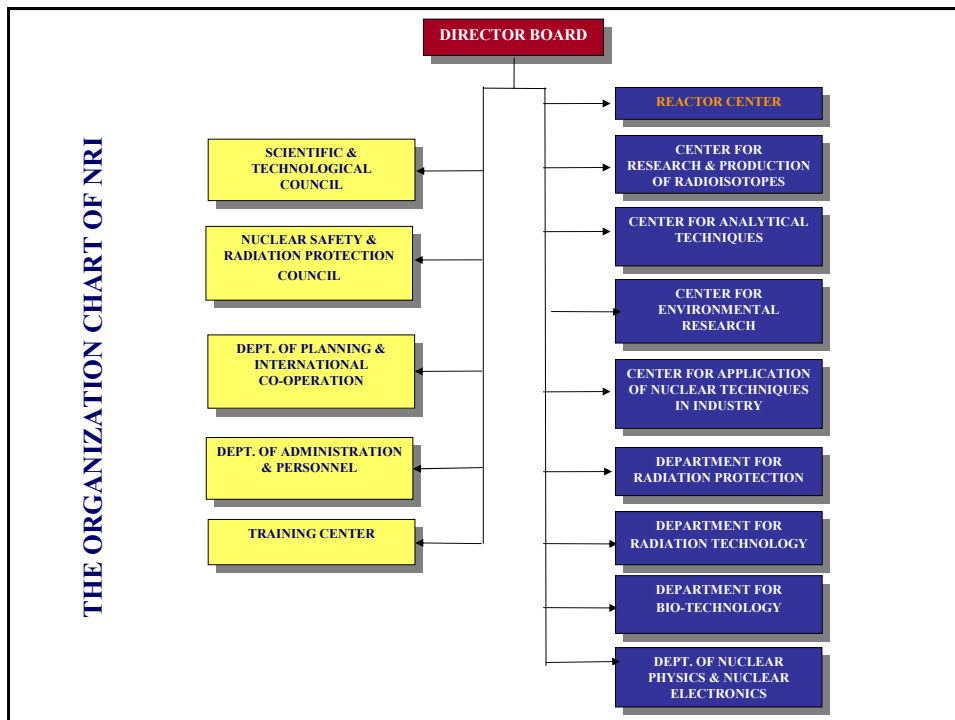 DIRECTOR BOARD
THE ORGANIZATION CHART OF NRI
SCIENTIFIC &
TECHNOLOGICAL
COUNCIL
NUCLEAR SAFETY &
RADIATION PROTECTION
COUNCIL
DEPT. OF PLANNING &
INTERNATIONAL
CO-OPERATION
DEPT. OF ADMINISTRATION
& PERSONNEL
TRAINING CENTER
REACTOR CENTER
CENTER FOR
RESEARCH & PRODUCTION
OF RADIOISOTOPES
CENTER FOR ANALYTICAL
TECHNIQUES
CENTER FOR
ENVIRONMENTAL
RESEARCH
CENTER FOR APPLICATION
OF NUCLEAR TECHNIQUES
IN INDUSTRY
DEPARTMENT FOR
RADIATION PROTECTION
DEPARTMENT FOR
RADIATION TECHNOLOGY
DEPARTMENT FOR
BIO-TECHNOLOGY
DEPT. OF NUCLEAR
PHYSICS & NUCLEAR
ELECTRONICS